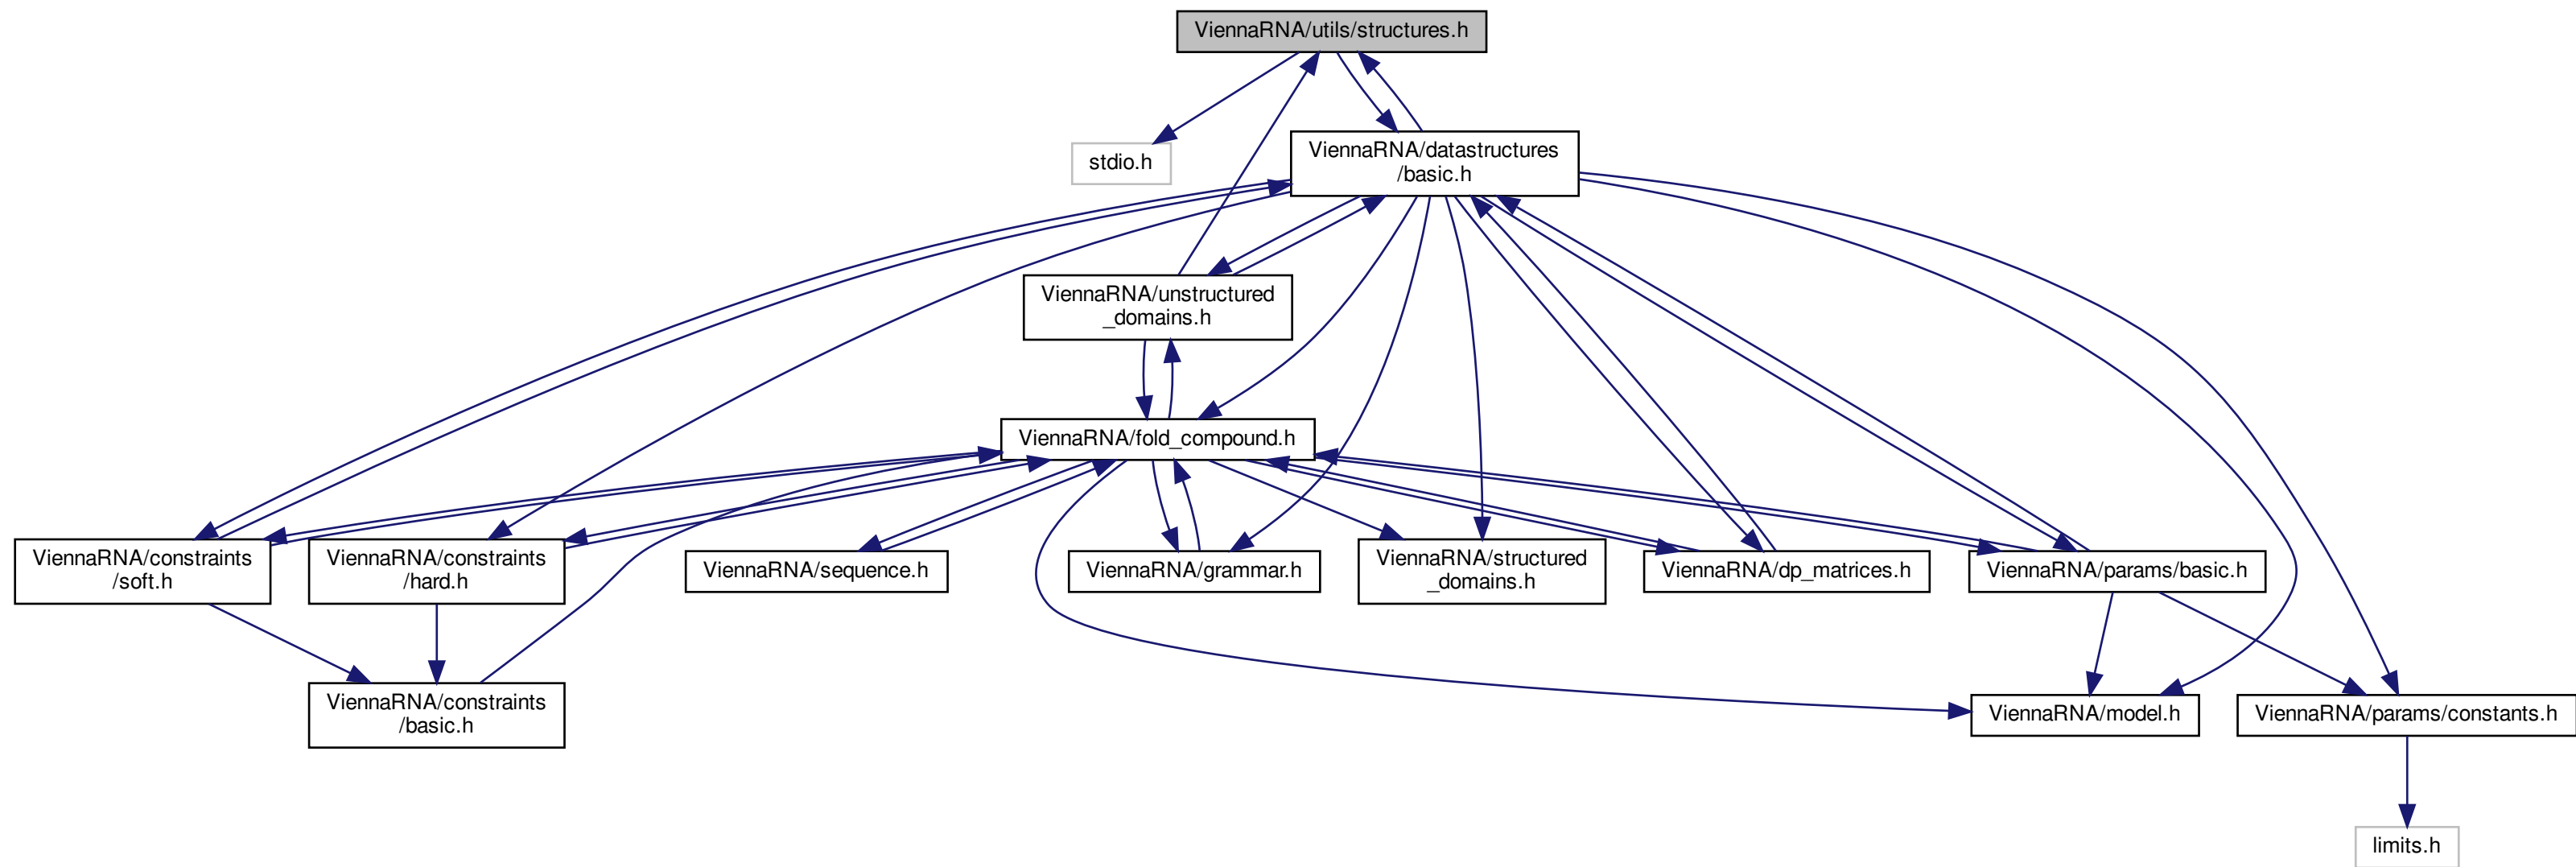 ViennaRNA/utils/structures.h
stdio.h
ViennaRNA/datastructures
/basic.h
ViennaRNA/unstructured
_domains.h
ViennaRNA/fold_compound.h
ViennaRNA/constraints
/soft.h
ViennaRNA/constraints
/hard.h
ViennaRNA/sequence.h
ViennaRNA/grammar.h
ViennaRNA/structured
_domains.h
ViennaRNA/dp_matrices.h
ViennaRNA/params/basic.h
ViennaRNA/constraints
/basic.h
ViennaRNA/model.h
ViennaRNA/params/constants.h
limits.h